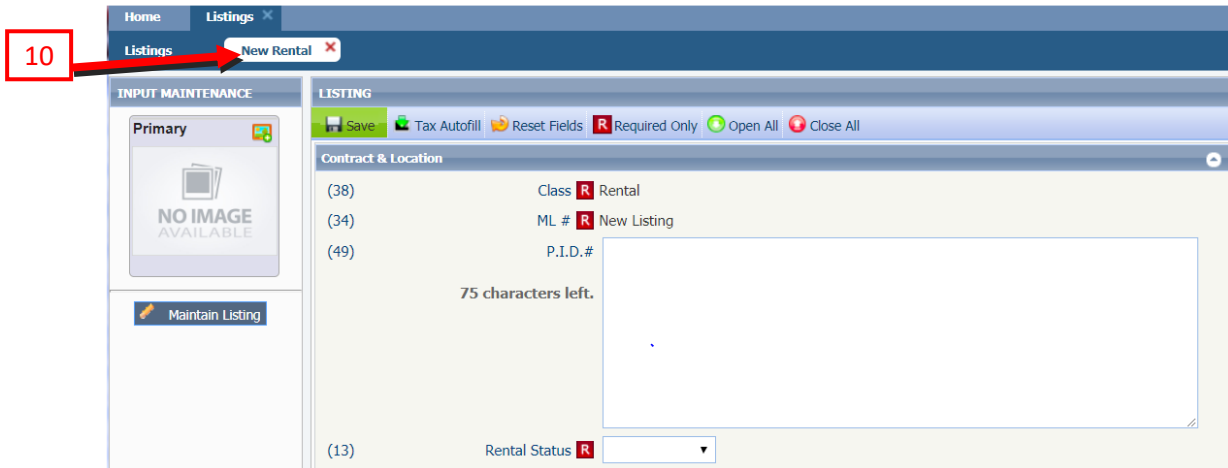 Home Listings
10
Listings New Rental
INPUT MAINTENANCE
Primary
NO IMAGE
AVAILABLE
Maintain Listing
LISTING
Save Tax Autofill Reset Fields R Required Only Open All Close All
Contract & Location
(38) Class R Rental
(34) ML # R New Listing
(49) P.I.D.#
75 characters left.
(13) Rental Status R